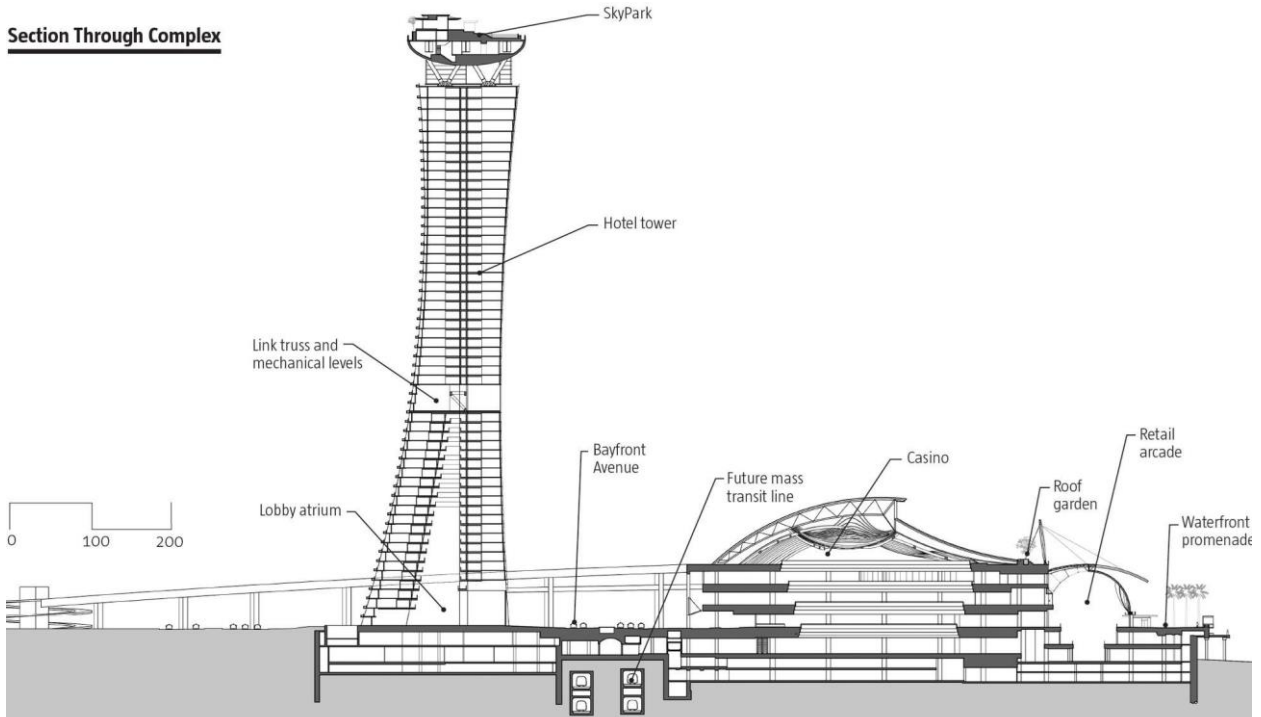 Section Through Complex
SkyPark
Hotel tower
Link truss and
mechanical levels
Bayfront
Avenue
Future mass
transit line
Casino
Retail
arcade
Roof
garden
Waterfront
promenade
Lobby atrium
0 100 200